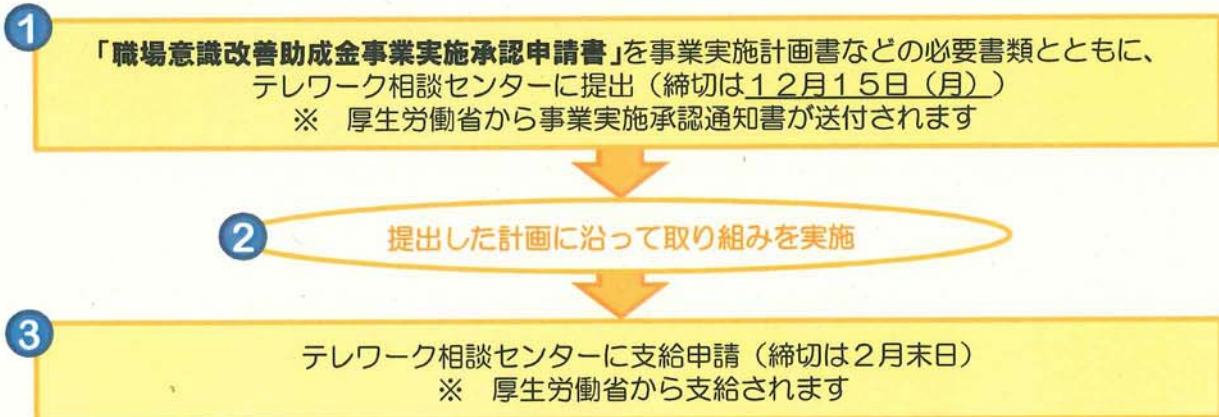 1
「職場意識改善助成金事業実施承認申請書」を事業実施計画書などの必要書類とともに、
テレワーク相談センターに提出（締切は１２月１５日（月））
※　厚生労働省から事業実施承認通知書が送付されます
2
提出した計画に沿って取り組みを実施
3
テレワーク相談センターに支給申請（締切は２月末日）
※　厚生労働省から支給されます